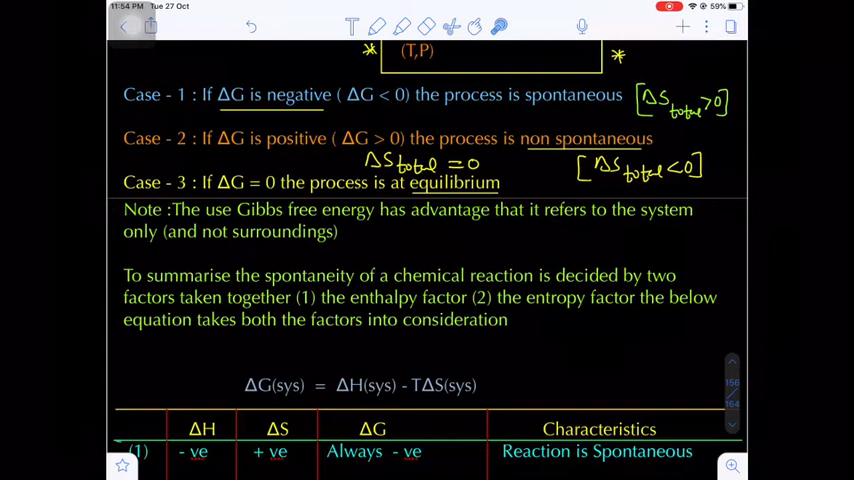 11:54 PM Tue 27 Oct
59%
* (T,P) *
Case - 1 : If ΔG is negative ( ΔG < 0) the process is spontaneous [ΔS total >0]
Case - 2 : If ΔG is positive ( ΔG > 0) the process is non spontaneous
ΔS total = 0 [ΔS total <0]
Case - 3 : If ΔG = 0 the process is at equilibrium
Note :The use Gibbs free energy has advantage that it refers to the system
only (and not surroundings)
To summarise the spontaneity of a chemical reaction is decided by two
factors taken together (1) the enthalpy factor (2) the entropy factor the below
equation takes both the factors into consideration
156
/
164
ΔG(sys) = ΔH(sys) - TΔS(sys)
ΔH ΔS ΔG Characteristics
(1) - ve + ve Always - ve Reaction is Spontaneous